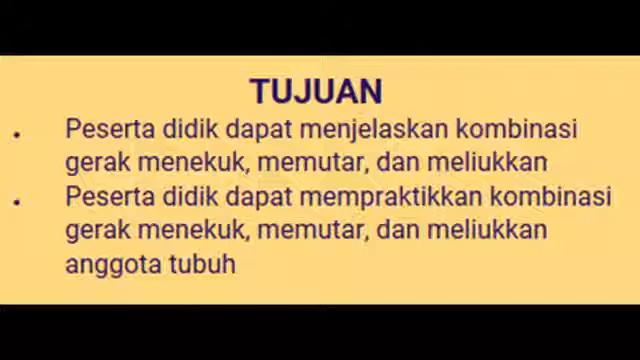 TUJUAN
• Peserta didik dapat menjelaskan kombinasi
gerak menekuk, memutar, dan meliukkan
• Peserta didik dapat mempraktikkan kombinasi
gerak menekuk, memutar, dan meliukkan
anggota tubuh